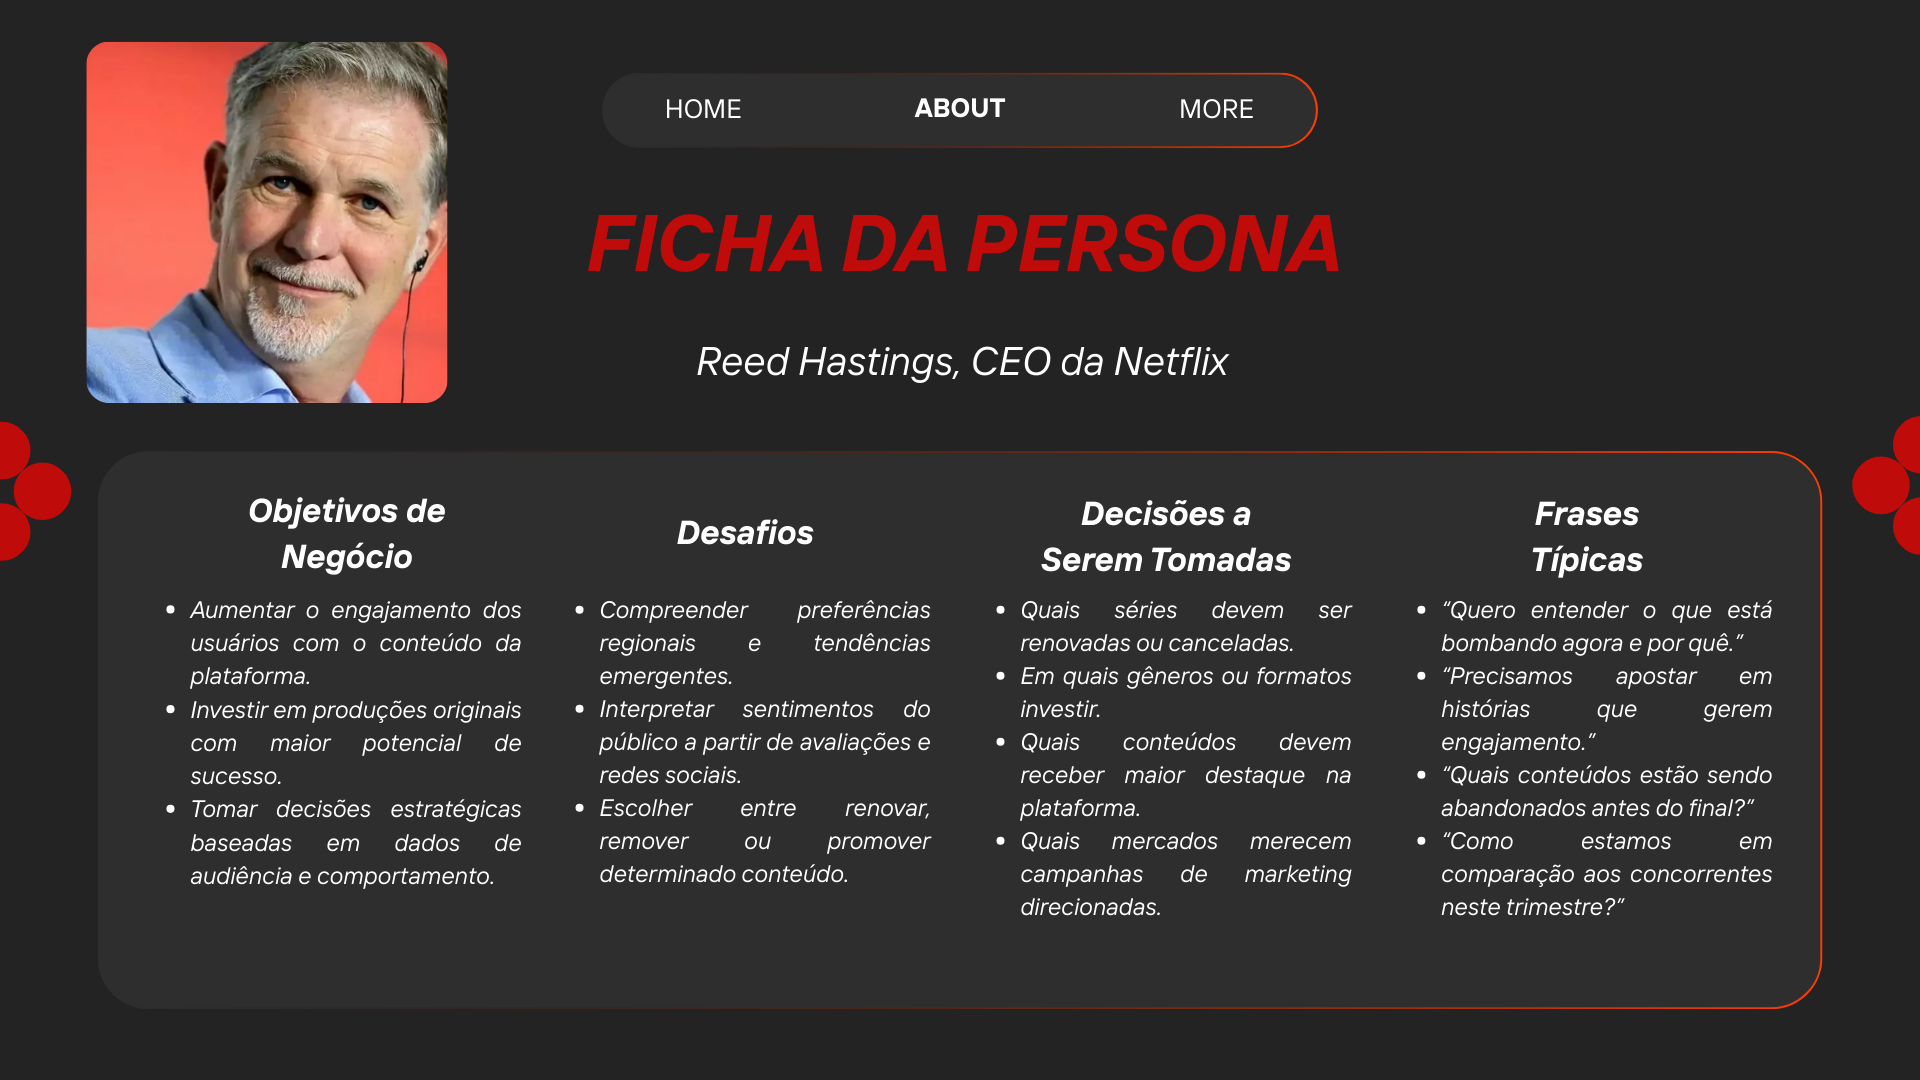 HOME
ABOUT
MORE
FICHA DA PERSONA
Reed Hastings, CEO da Netflix
Objetivos de
Negócio
Aumentar o engajamento dos
usuários com o conteúdo da
plataforma.
Investir em produções originais
com maior potencial de
sucesso.
Tomar decisões estratégicas
baseadas em dados de
audiência e comportamento.
Desafios
Compreender preferências
regionais e tendências
emergentes.
Interpretar sentimentos do
público a partir de avaliações e
redes sociais.
Escolher entre renovar,
remover ou promover
determinado conteúdo.
Decisões a
Serem Tomadas
Quais séries devem ser
renovadas ou canceladas.
Em quais gêneros ou formatos
investir.
Quais conteúdos devem
receber maior destaque na
plataforma.
Quais mercados merecem
campanhas de marketing
direcionadas.
Frases
Típicas
“Quero entender o que está
bombando agora e por quê.”
“Precisamos apostar em
histórias que gerem
engajamento.”
“Quais conteúdos estão sendo
abandonados antes do final?”
“Como estamos em
comparação aos concorrentes
neste trimestre?”